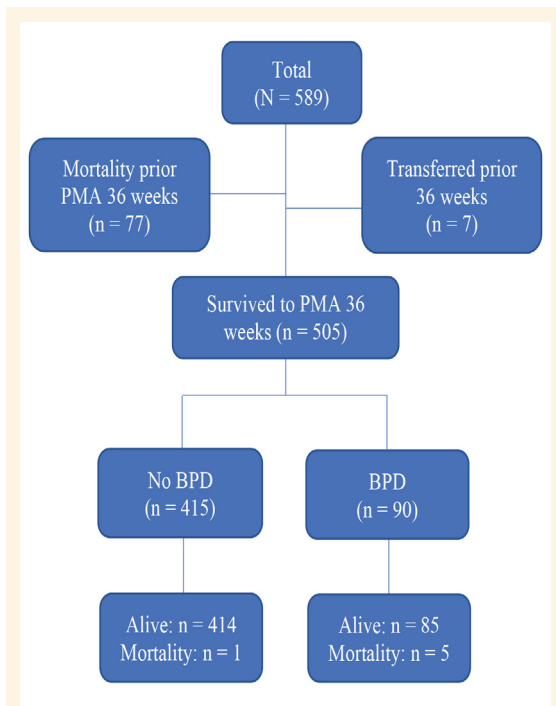 Total
(N = 589)
Mortality prior
PMA 36 weeks
(n = 77)
Transferred prior
36 weeks
(n = 7)
Survived to PMA 36
weeks (n = 505)
No BPD
(n = 415)
BPD
(n = 90)
Alive: n = 414
Mortality: n = 1
Alive: n = 85
Mortality: n = 5